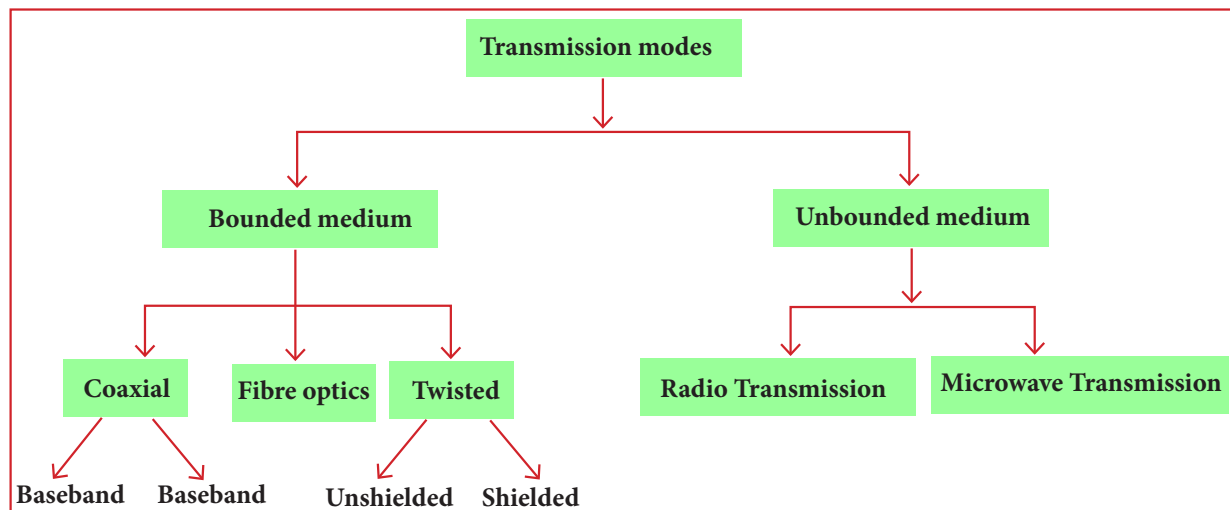 Transmission modes
Bounded medium
Unbounded medium
Coaxial
Fibre optics
Twisted
Radio Transmission
Microwave Transmission
Baseband
Baseband
Unshielded
Shielded